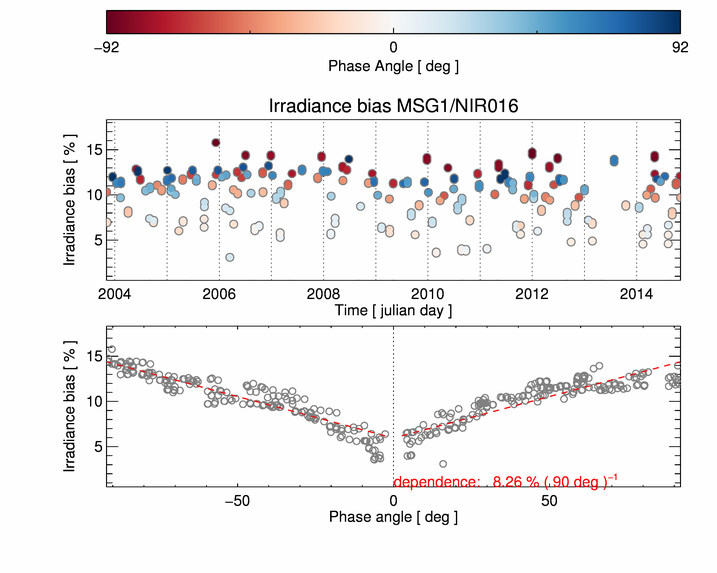 −92 0 92
Phase Angle [ deg ]
Irradiance bias MSG1/NIR016
Irradiance bias [ % ]
15
10
5
2004 2006 2008 2010 2012 2014
Time [ julian day ]
Irradiance bias [ % ]
15
10
5
dependence: 8.26 % ( 90 deg )⁻¹
−50 0 50
Phase angle [ deg ]